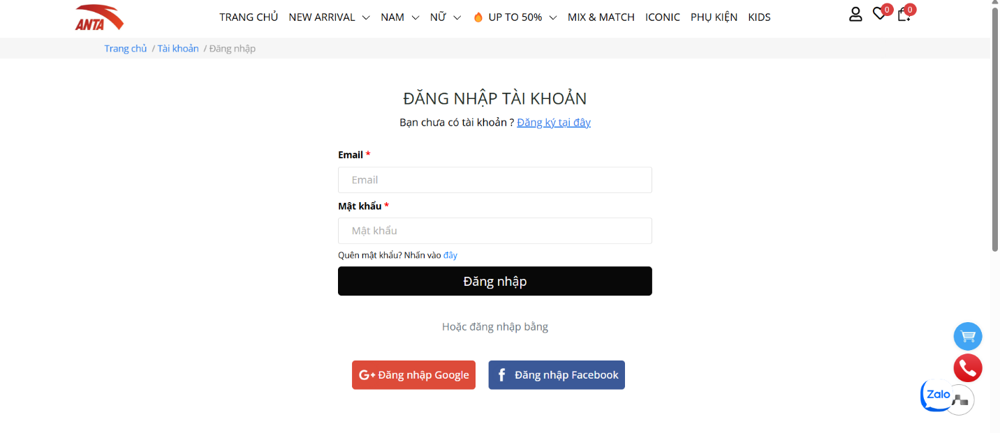 ANTA
TRANG CHỦ NEW ARRIVAL NAM NỮ UP TO 50% MIX & MATCH ICONIC PHỤ KIỆN KIDS
0 0
Trang chủ / Tài khoản / Đăng nhập
ĐĂNG NHẬP TÀI KHOẢN
Bạn chưa có tài khoản ? Đăng ký tại đây
Email *
Email
Mật khẩu *
Mật khẩu
Quên mật khẩu? Nhấn vào đây
Đăng nhập
Hoặc đăng nhập bằng
G+ Đăng nhập Google
f Đăng nhập Facebook
Zalo